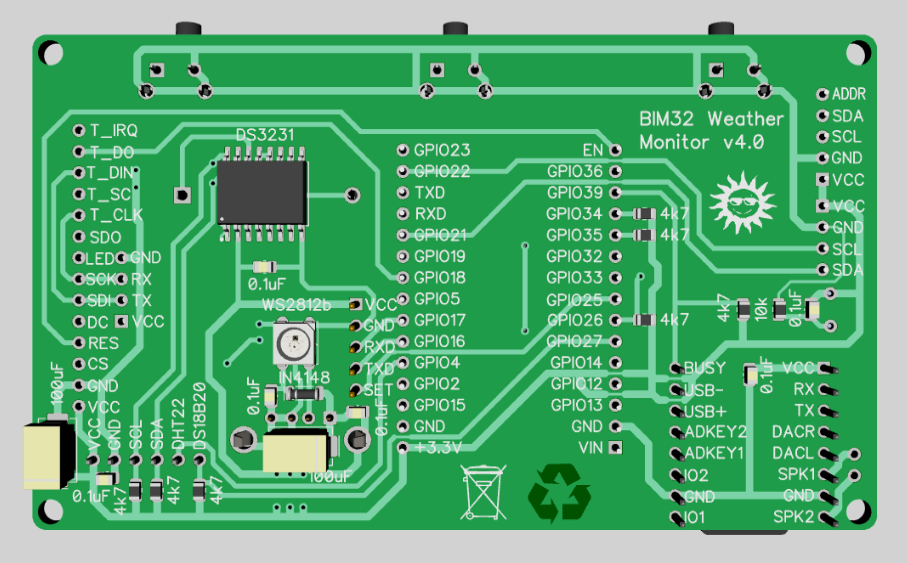 BIM32 Weather
Monitor v4.0
ADDR
SDA
SCL
GND
VCC
VCC
GND
SCL
SDA
T_IRQ
T_DO
T_DIN
T_SC
T_CLK
SDO
LED
SCK
SDI
DC
RES
CS
GND
VCC
GND
RX
TX
VCC
DS3231
0.1uF
WS2812b
IN4148
0.1uF
0.1uF
100uF
VCC
GND
RXD
TXD
SET
GPIO23
GPIO22
TXD
RXD
GPIO21
GPIO19
GPIO18
GPIO5
GPIO17
GPIO16
GPIO4
GPIO2
GPIO15
GND
+3.3V
EN
GPIO36
GPIO39
GPIO34
GPIO35
GPIO32
GPIO33
GPIO25
GPIO26
GPIO27
GPIO14
GPIO12
GPIO13
GND
VIN
4k7
4k7
4k7
4k7
10k
0.1uF
0.1uF
BUSY
USB-
USB+
ADKEY2
ADKEY1
IO2
GND
IO1
VCC
RX
TX
DACR
DACL
SPK1
GND
SPK2
100uF
VCC
GND
SCL
SDA
DHT22
DS18B20
0.1uF
4k7
4k7
4k7